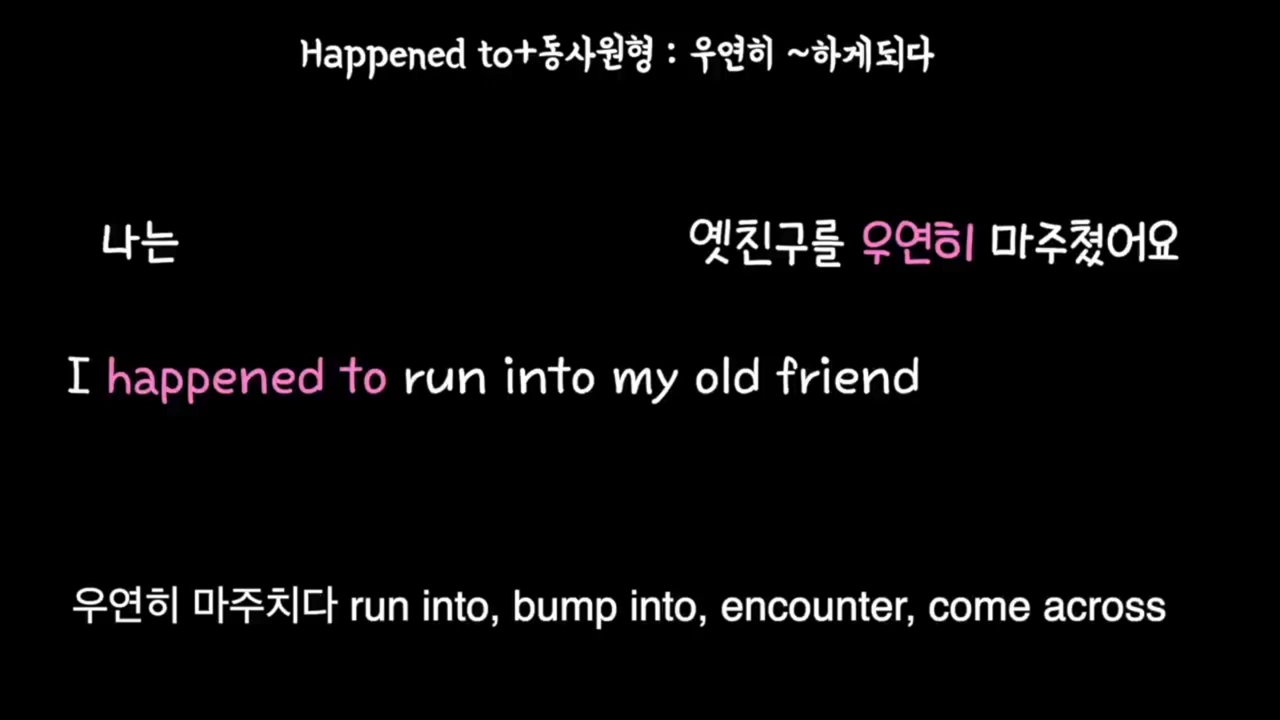 Happened to+동사원형 : 우연히 ~하게되다
나는 옛친구를 우연히 마주쳤어요
I happened to run into my old friend
우연히 마주치다 run into, bump into, encounter, come across